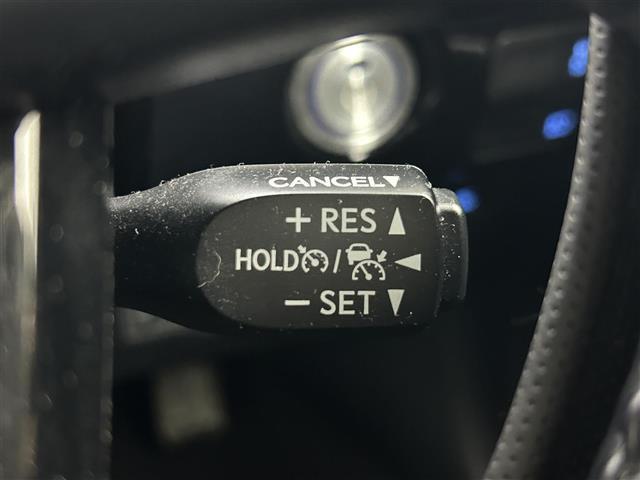 CANCEL▼
+ RES ▲
HOLD / ◀
− SET ▼